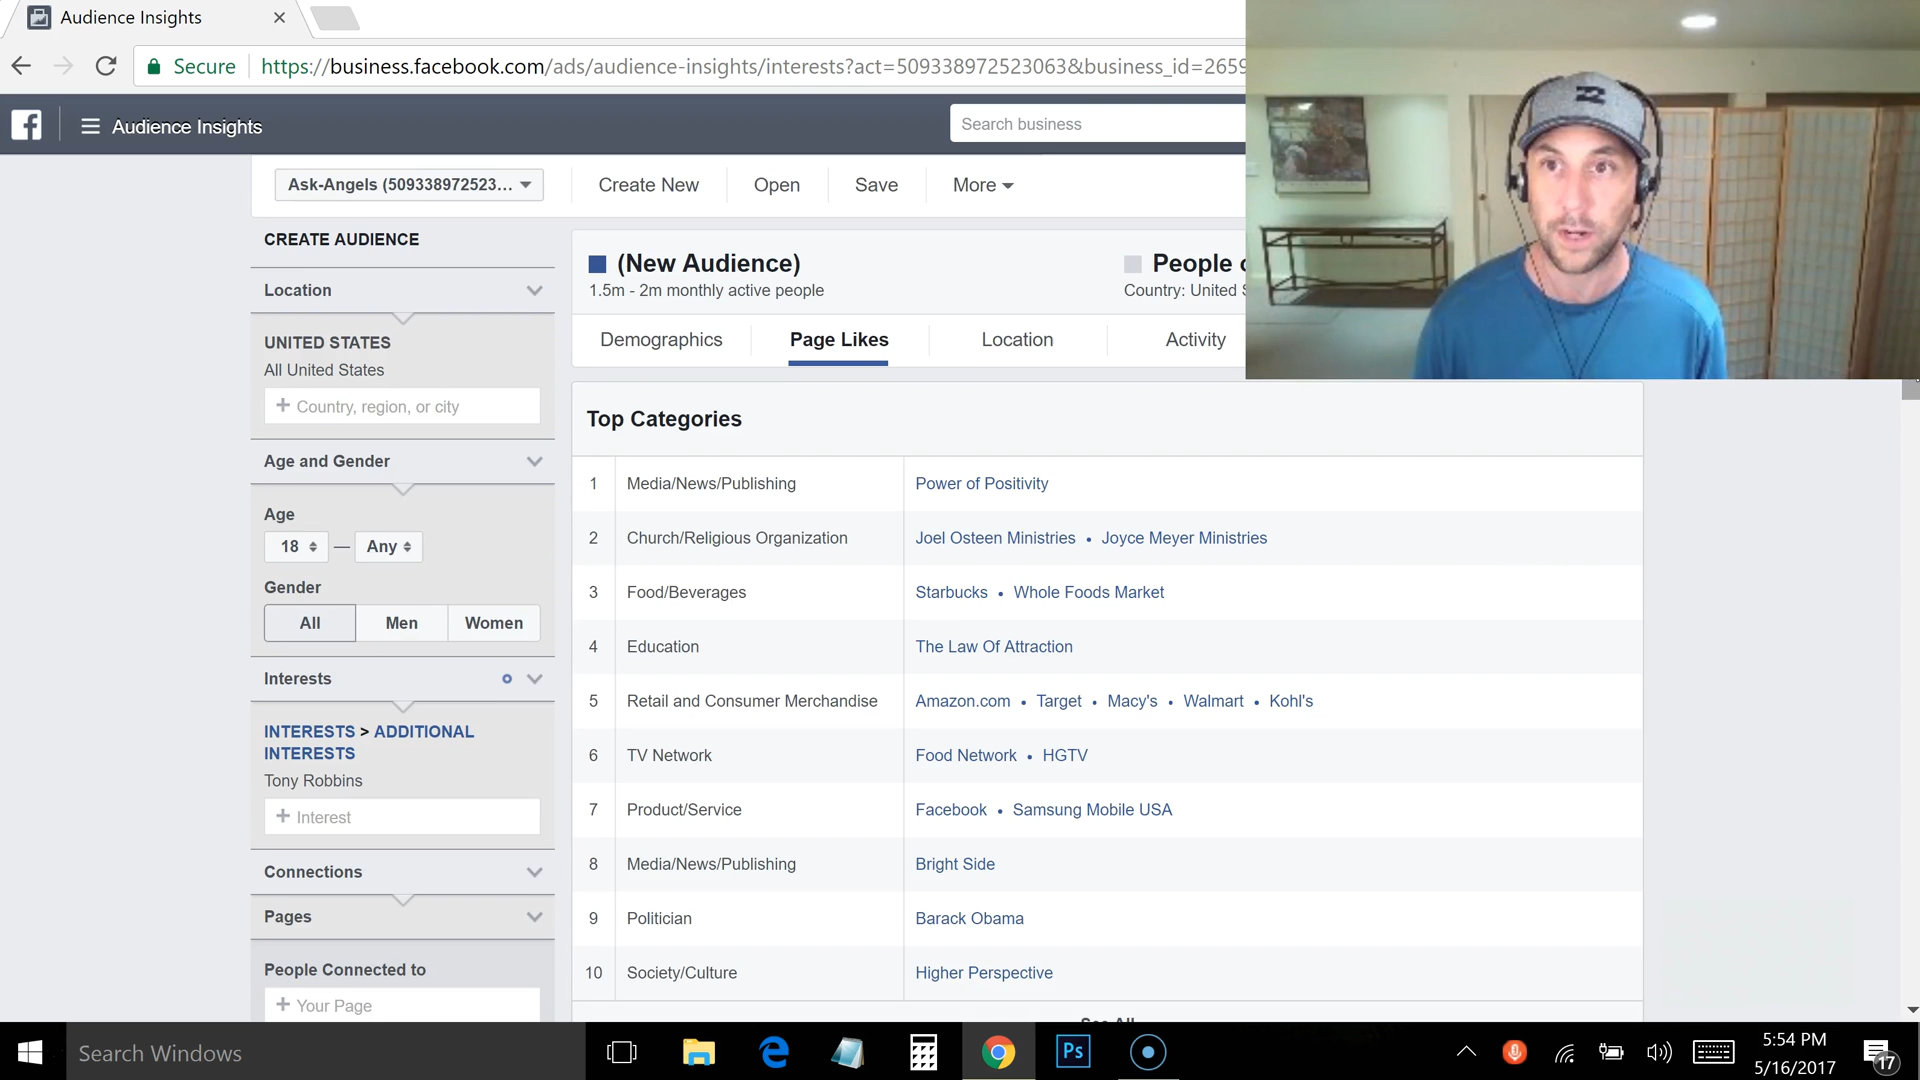 Audience Insights
Secure
https://business.facebook.com/ads/audience-insights/interests?act=509338972523063&business_id=2659
Audience Insights
Search business
Ask-Angels (509338972523...
Create New
Open
Save
More
CREATE AUDIENCE
Location
UNITED STATES
All United States
+ Country, region, or city
Age and Gender
Age
18 — Any
Gender
All
Men
Women
Interests
INTERESTS > ADDITIONAL
INTERESTS
Tony Robbins
+ Interest
Connections
Pages
People Connected to
+ Your Page
(New Audience)
1.5m - 2m monthly active people
People
Country: United
Demographics
Page Likes
Location
Activity
Top Categories
1 Media/News/Publishing Power of Positivity
2 Church/Religious Organization Joel Osteen Ministries • Joyce Meyer Ministries
3 Food/Beverages Starbucks • Whole Foods Market
4 Education The Law Of Attraction
5 Retail and Consumer Merchandise Amazon.com • Target • Macy's • Walmart • Kohl's
6 TV Network Food Network • HGTV
7 Product/Service Facebook • Samsung Mobile USA
8 Media/News/Publishing Bright Side
9 Politician Barack Obama
10 Society/Culture Higher Perspective
See All
Search Windows
Ps
5:54 PM
5/16/2017
17